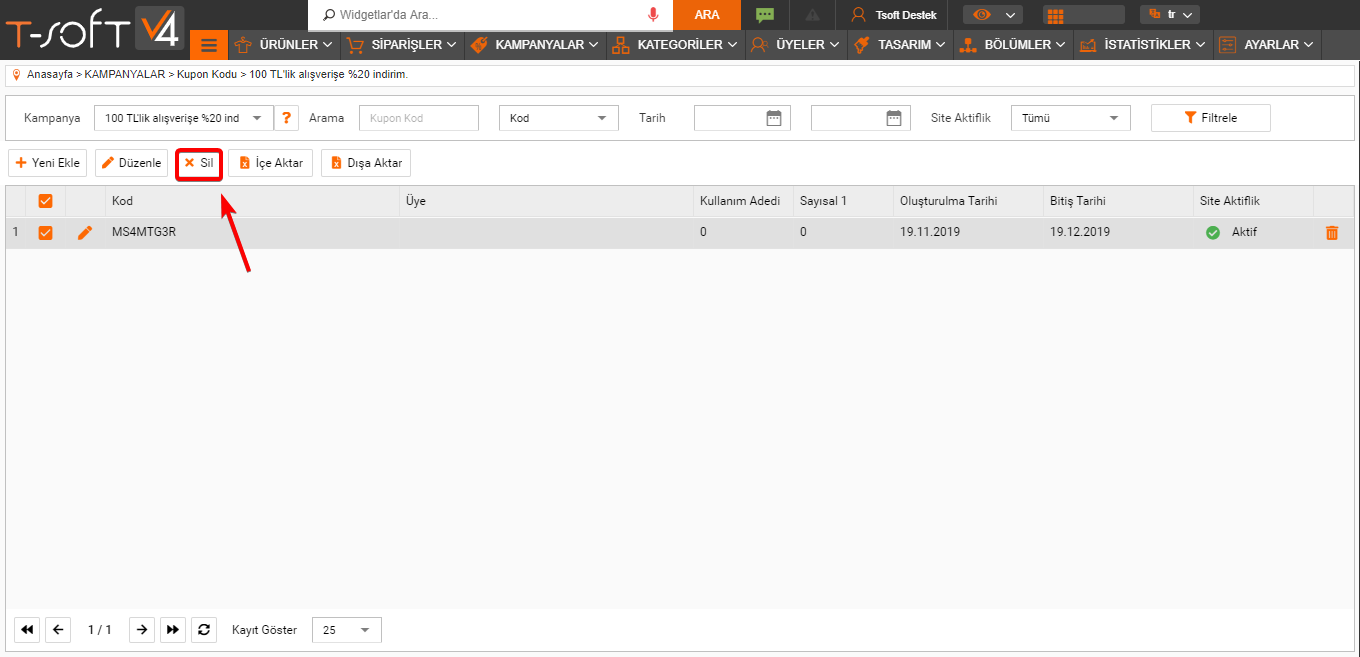 T-SOFT V4
Widgetlar'da Ara... ARA Tsoft Destek tr
ÜRÜNLER SİPARİŞLER KAMPANYALAR KATEGORİLER ÜYELER TASARIM BÖLÜMLER İSTATİSTİKLER AYARLAR
Anasayfa > KAMPANYALAR > Kupon Kodu > 100 TL'lik alışverişe %20 indirim.
Kampanya 100 TL'lik alışverişe %20 ind ? Arama Kupon Kod Kod Tarih Site Aktiflik Tümü Filtrele
Yeni Ekle Düzenle Sil İçe Aktar Dışa Aktar
Kod Üye Kullanım Adedi Sayısal 1 Oluşturulma Tarihi Bitiş Tarihi Site Aktiflik
1 MS4MTG3R 0 0 19.11.2019 19.12.2019 Aktif
1 / 1 Kayıt Göster 25